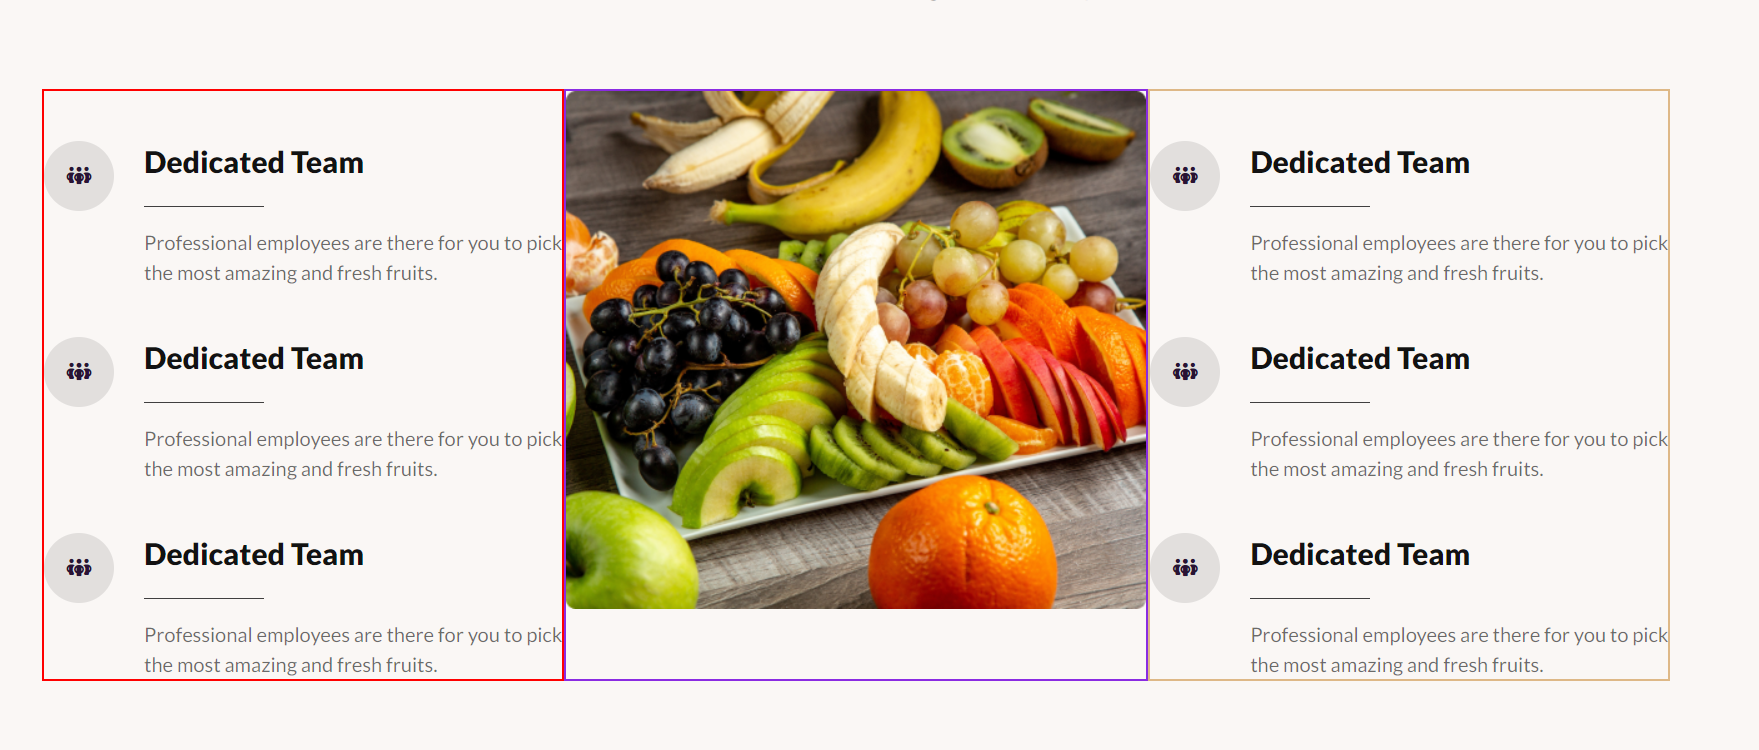 Dedicated Team
Professional employees are there for you to pick
the most amazing and fresh fruits.
Dedicated Team
Professional employees are there for you to pick
the most amazing and fresh fruits.
Dedicated Team
Professional employees are there for you to pick
the most amazing and fresh fruits.
Dedicated Team
Professional employees are there for you to pick
the most amazing and fresh fruits.
Dedicated Team
Professional employees are there for you to pick
the most amazing and fresh fruits.
Dedicated Team
Professional employees are there for you to pick
the most amazing and fresh fruits.